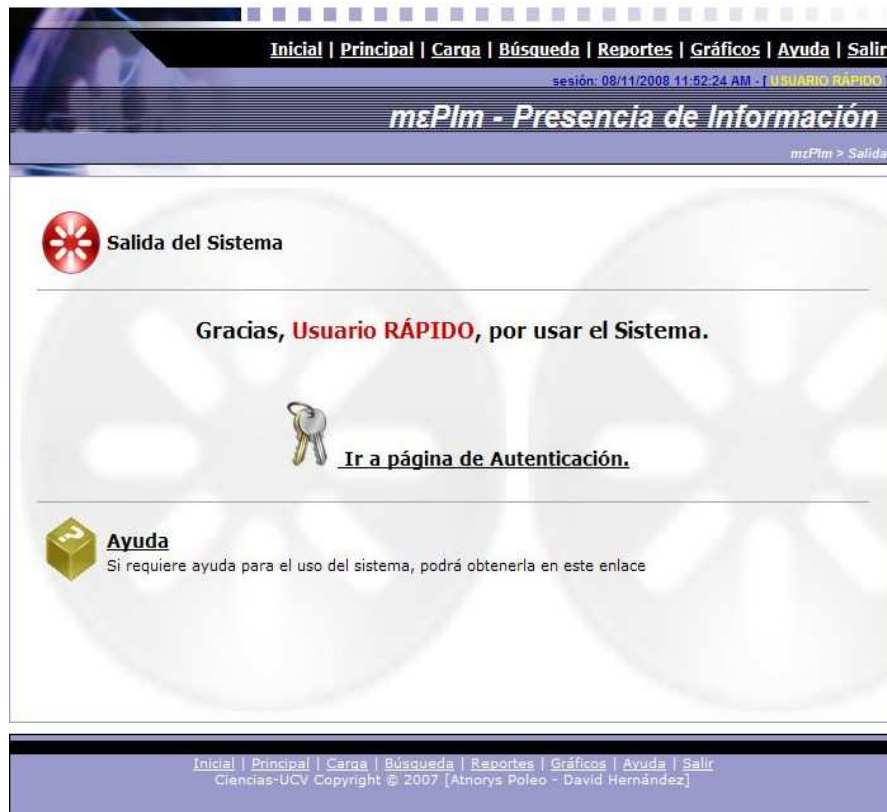 Inicial | Principal | Carga | Búsqueda | Reportes | Gráficos | Ayuda | Salir
sesión: 08/11/2008 11:52:24 AM - [ USUARIO RÁPIDO ]
mεPIm - Presencia de Información
mεPIm > Salida
Salida del Sistema
Gracias, Usuario RÁPIDO, por usar el Sistema.
Ir a página de Autenticación.
?
Ayuda
Si requiere ayuda para el uso del sistema, podrá obtenerla en este enlace
Inicial | Principal | Carga | Búsqueda | Reportes | Gráficos | Ayuda | Salir
Ciencias-UCV Copyright © 2007 [Atnorys Poleo - David Hernández]